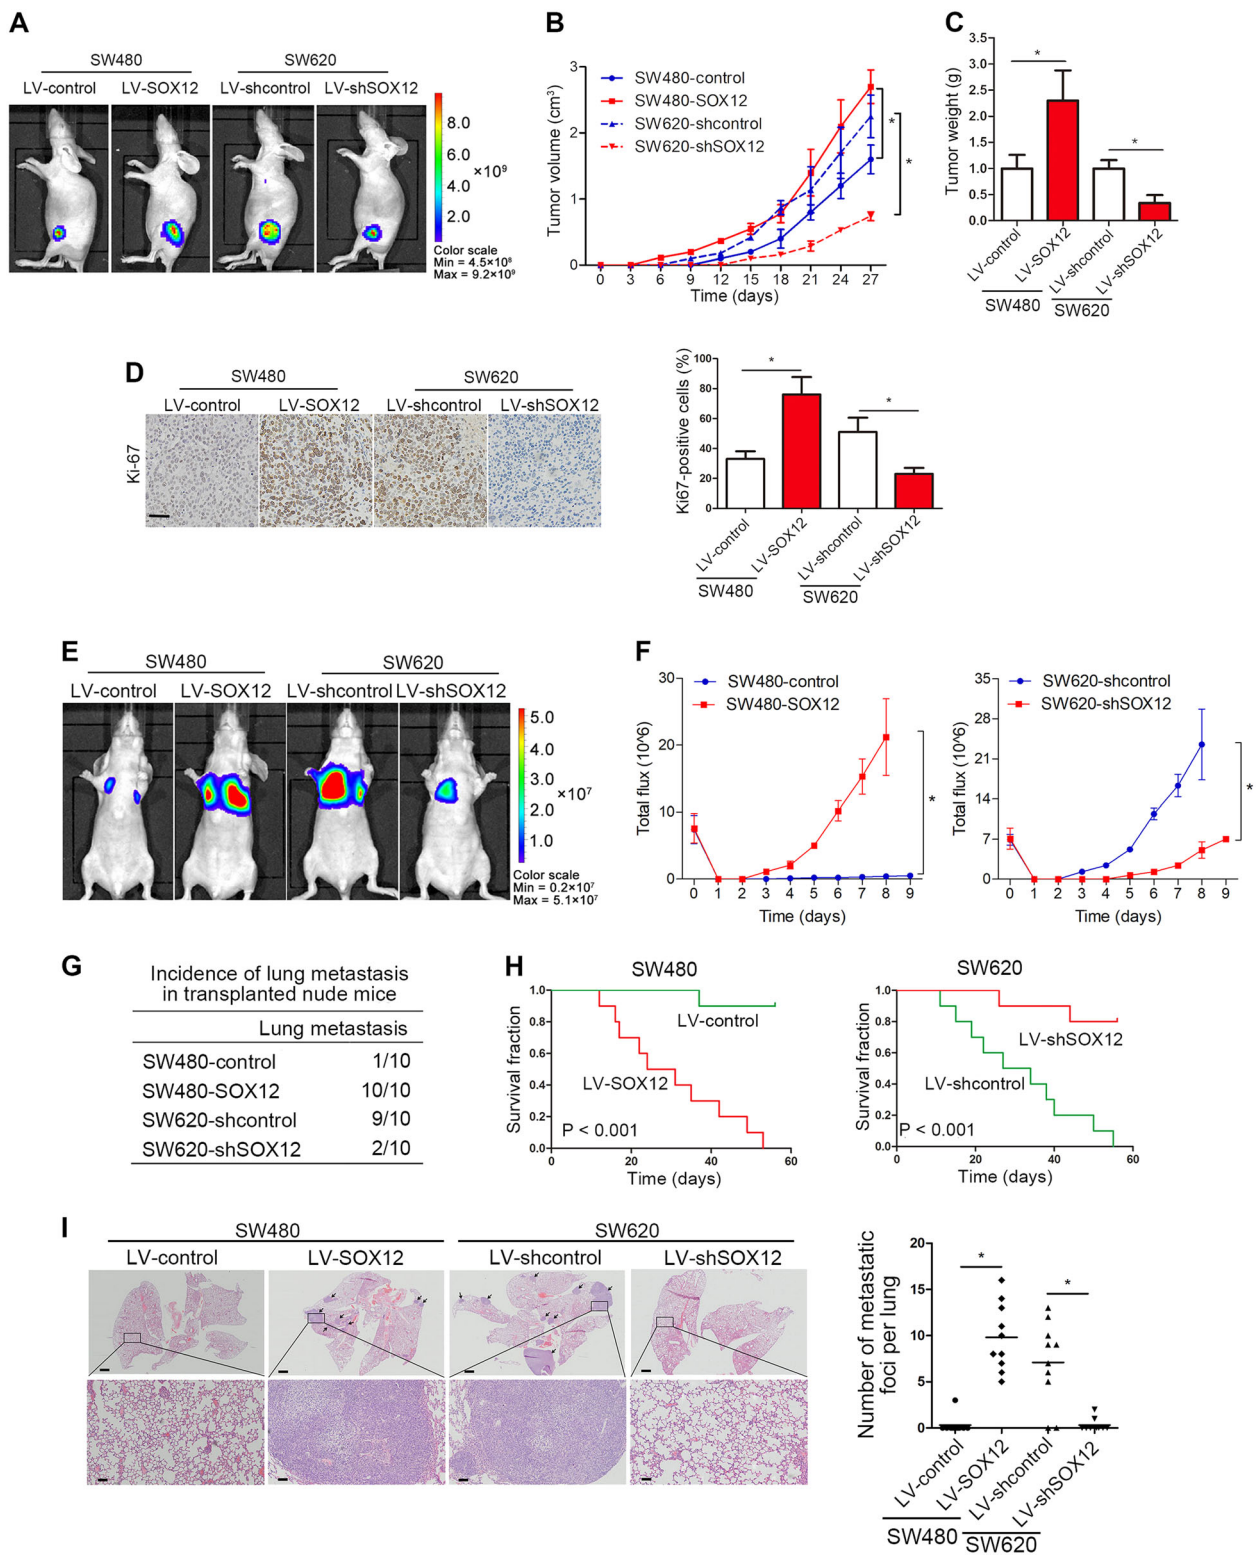 A
SW480
SW620
LV-control
LV-SOX12
LV-shcontrol
LV-shSOX12
8.0
6.0
×10⁹
4.0
2.0
Color scale
Min = 4.5×10⁸
Max = 9.2×10⁹
B
Tumor volume (cm³)
3
2
1
0
SW480-control
SW480-SOX12
SW620-shcontrol
SW620-shSOX12
*
*
0 3 6 9 12 15 18 21 24 27
Time (days)
C
Tumor weight (g)
3.5
3.0
2.5
2.0
1.5
1.0
0.5
0.0
*
*
LV-control
LV-SOX12
LV-shcontrol
LV-shSOX12
SW480
SW620
D
SW480
SW620
LV-control
LV-SOX12
LV-shcontrol
LV-shSOX12
Ki-67
Ki67-positive cells (%)
100
80
60
40
20
0
*
*
LV-control
LV-SOX12
LV-shcontrol
LV-shSOX12
SW480
SW620
E
SW480
SW620
LV-control
LV-SOX12
LV-shcontrol
LV-shSOX12
5.0
4.0
3.0
×10⁷
2.0
1.0
Color scale
Min = 0.2×10⁷
Max = 5.1×10⁷
F
Total flux (10^6)
30
20
10
0
SW480-control
SW480-SOX12
*
0 1 2 3 4 5 6 7 8 9
Time (days)
Total flux (10^6)
35
28
21
14
7
0
SW620-shcontrol
SW620-shSOX12
*
0 1 2 3 4 5 6 7 8 9
Time (days)
G
Incidence of lung metastasis
in transplanted nude mice
Lung metastasis
SW480-control 1/10
SW480-SOX12 10/10
SW620-shcontrol 9/10
SW620-shSOX12 2/10
H
SW480
Survival fraction
1.0
0.8
0.6
0.4
0.2
0.0
LV-control
LV-SOX12
P < 0.001
0 20 40 60
Time (days)
SW620
Survival fraction
1.0
0.8
0.6
0.4
0.2
0.0
LV-shSOX12
LV-shcontrol
P < 0.001
0 20 40 60
Time (days)
I
SW480
SW620
LV-control
LV-SOX12
LV-shcontrol
LV-shSOX12
Number of metastatic
foci per lung
20
15
10
5
0
*
*
LV-control
LV-SOX12
LV-shcontrol
LV-shSOX12
SW480
SW620